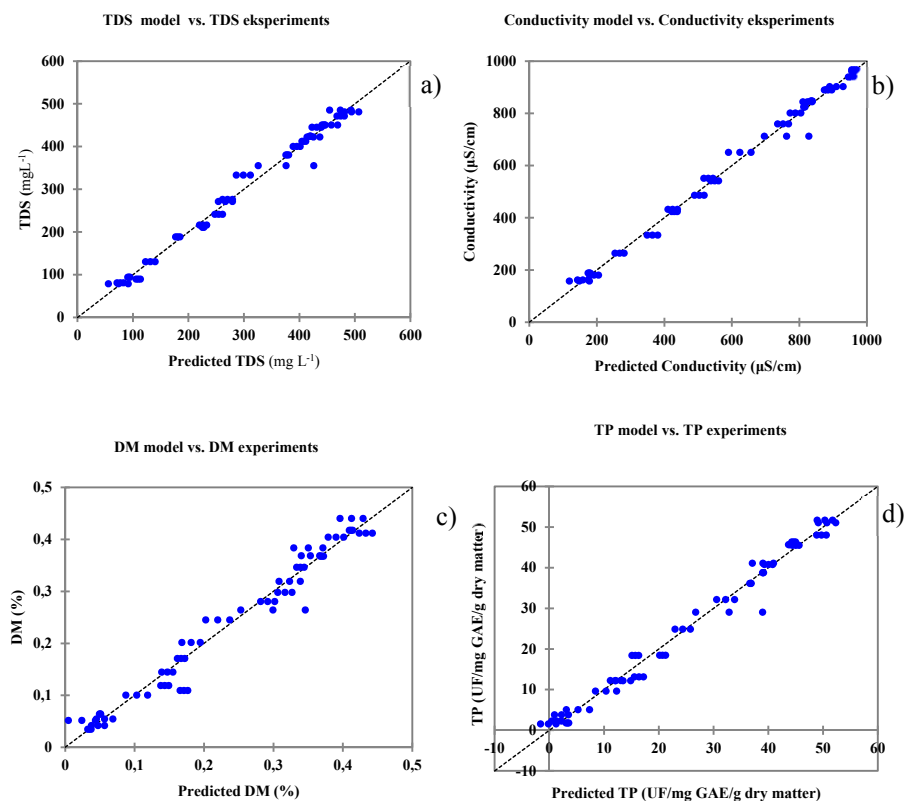 TDS model vs. TDS eksperiments
600
500
400
300
200
100
0
0 100 200 300 400 500 600
TDS (mgL-1)
Predicted TDS (mg L-1)
a)
Conductivity model vs. Conductivity eksperiments
1000
800
600
400
200
0
0 200 400 600 800 1000
Conductivity (µS/cm)
Predicted Conductivity (µS/cm)
b)
DM model vs. DM experiments
0,5
0,4
0,3
0,2
0,1
0
0 0,1 0,2 0,3 0,4 0,5
DM (%)
Predicted DM (%)
c)
TP model vs. TP experiments
60
50
40
30
20
10
0
-10
-10 0 10 20 30 40 50 60
TP (UF/mg GAE/g dry matter)
Predicted TP (UF/mg GAE/g dry matter)
d)